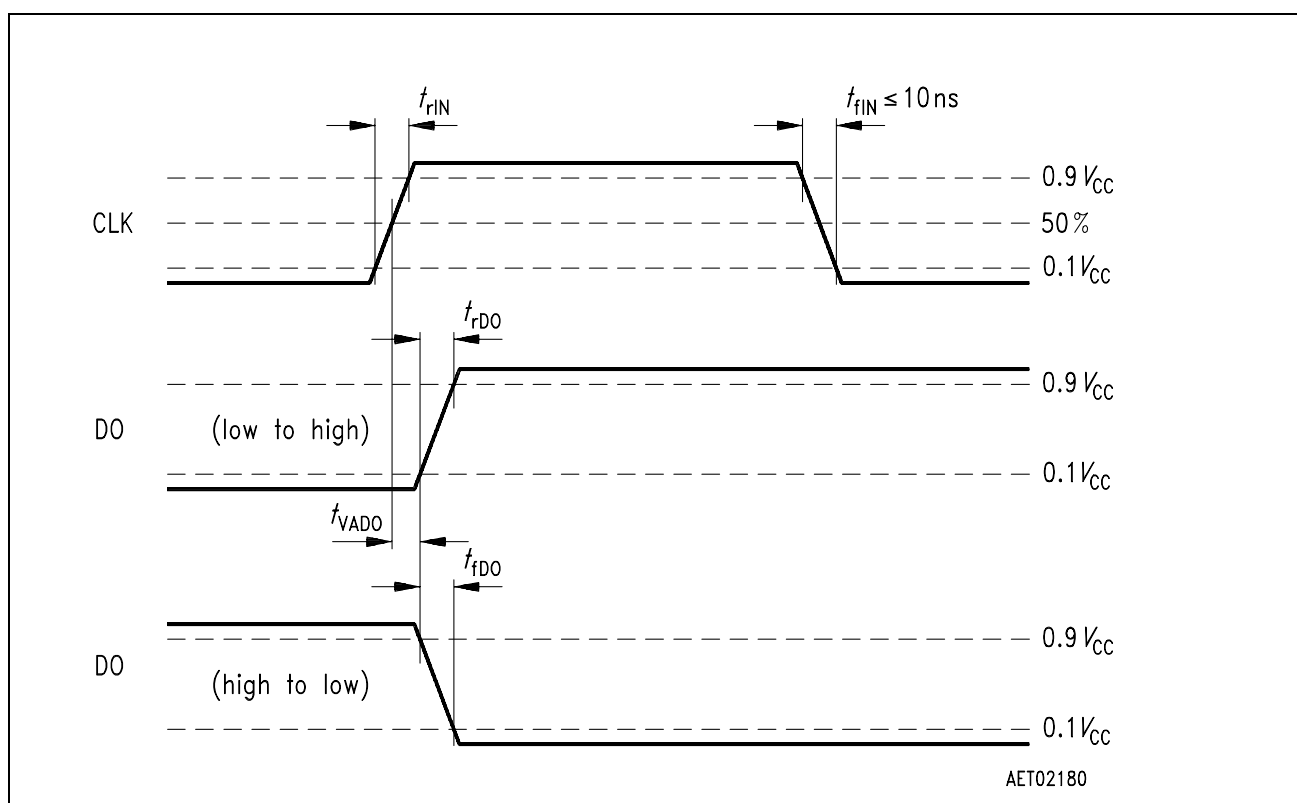 t_rIN
t_fIN ≤ 10 ns
0.9 V_CC
CLK
50 %
0.1 V_CC
t_rDO
0.9 V_CC
DO
(low to high)
0.1 V_CC
t_VADO
t_fDO
0.9 V_CC
DO
(high to low)
0.1 V_CC
AET02180